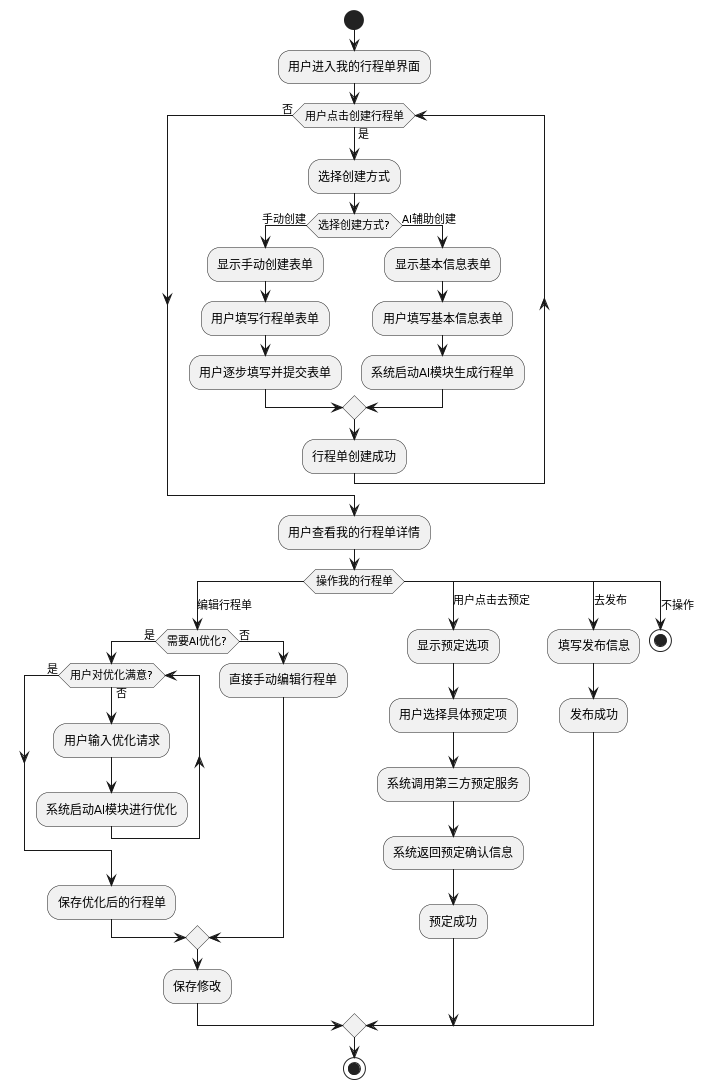 用户进入我的行程单界面
否
用户点击创建行程单
是
选择创建方式
手动创建
选择创建方式?
AI辅助创建
显示手动创建表单
显示基本信息表单
用户填写行程单表单
用户填写基本信息表单
用户逐步填写并提交表单
系统启动AI模块生成行程单
行程单创建成功
用户查看我的行程单详情
操作我的行程单
编辑行程单
用户点击去预定
去发布
不操作
是
需要AI优化?
否
显示预定选项
填写发布信息
是
用户对优化满意?
否
直接手动编辑行程单
用户选择具体预定项
发布成功
用户输入优化请求
系统调用第三方预定服务
系统启动AI模块进行优化
系统返回预定确认信息
保存优化后的行程单
预定成功
保存修改